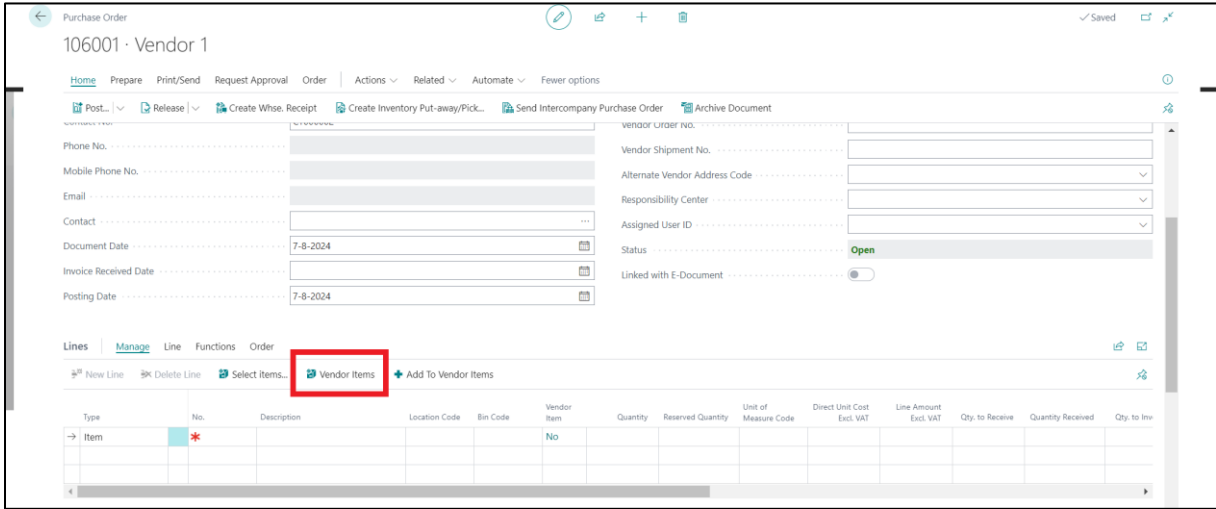 Purchase Order
Saved
106001 · Vendor 1
Home Prepare Print/Send Request Approval Order Actions Related Automate Fewer options
Post... Release Create Whse. Receipt Create Inventory Put-away/Pick... Send Intercompany Purchase Order Archive Document
Vendor Order No.
Phone No.
Vendor Shipment No.
Mobile Phone No.
Alternate Vendor Address Code
Email
Responsibility Center
Contact
Assigned User ID
Document Date 7-8-2024
Status Open
Invoice Received Date
Linked with E-Document
Posting Date 7-8-2024
Lines Manage Line Functions Order
New Line Delete Line Select items... Vendor Items Add To Vendor Items
Type No. Description Location Code Bin Code Vendor Item Quantity Reserved Quantity Unit of Measure Code Direct Unit Cost Excl. VAT Line Amount Excl. VAT Qty. to Receive Quantity Received Qty. to Inv
Item No